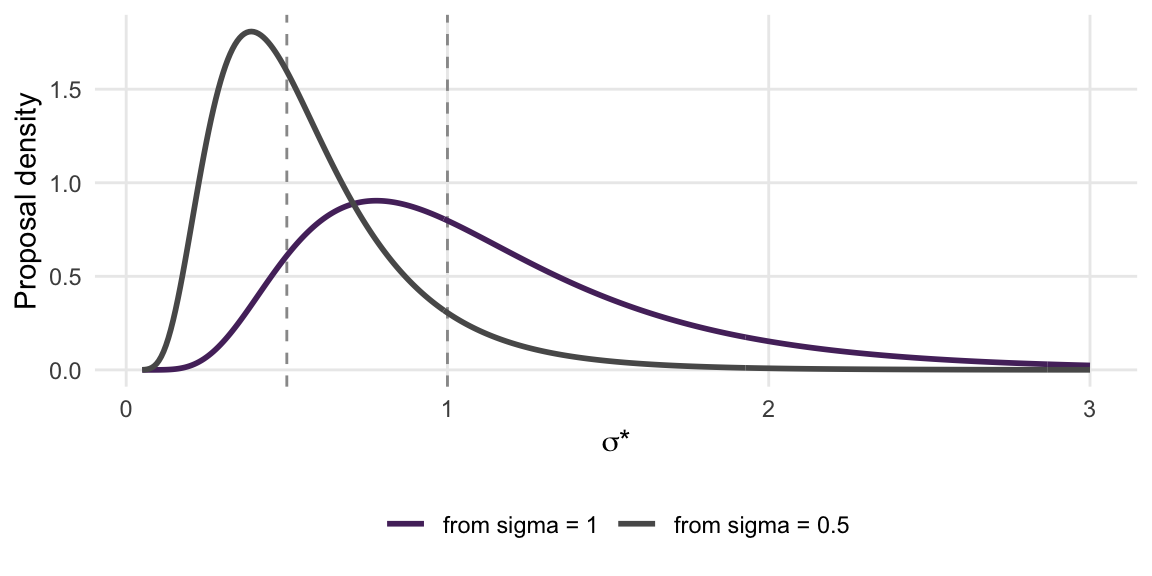 Proposal density
1.5
1.0
0.5
0.0
0 1 2 3
σ*
from sigma = 1 from sigma = 0.5